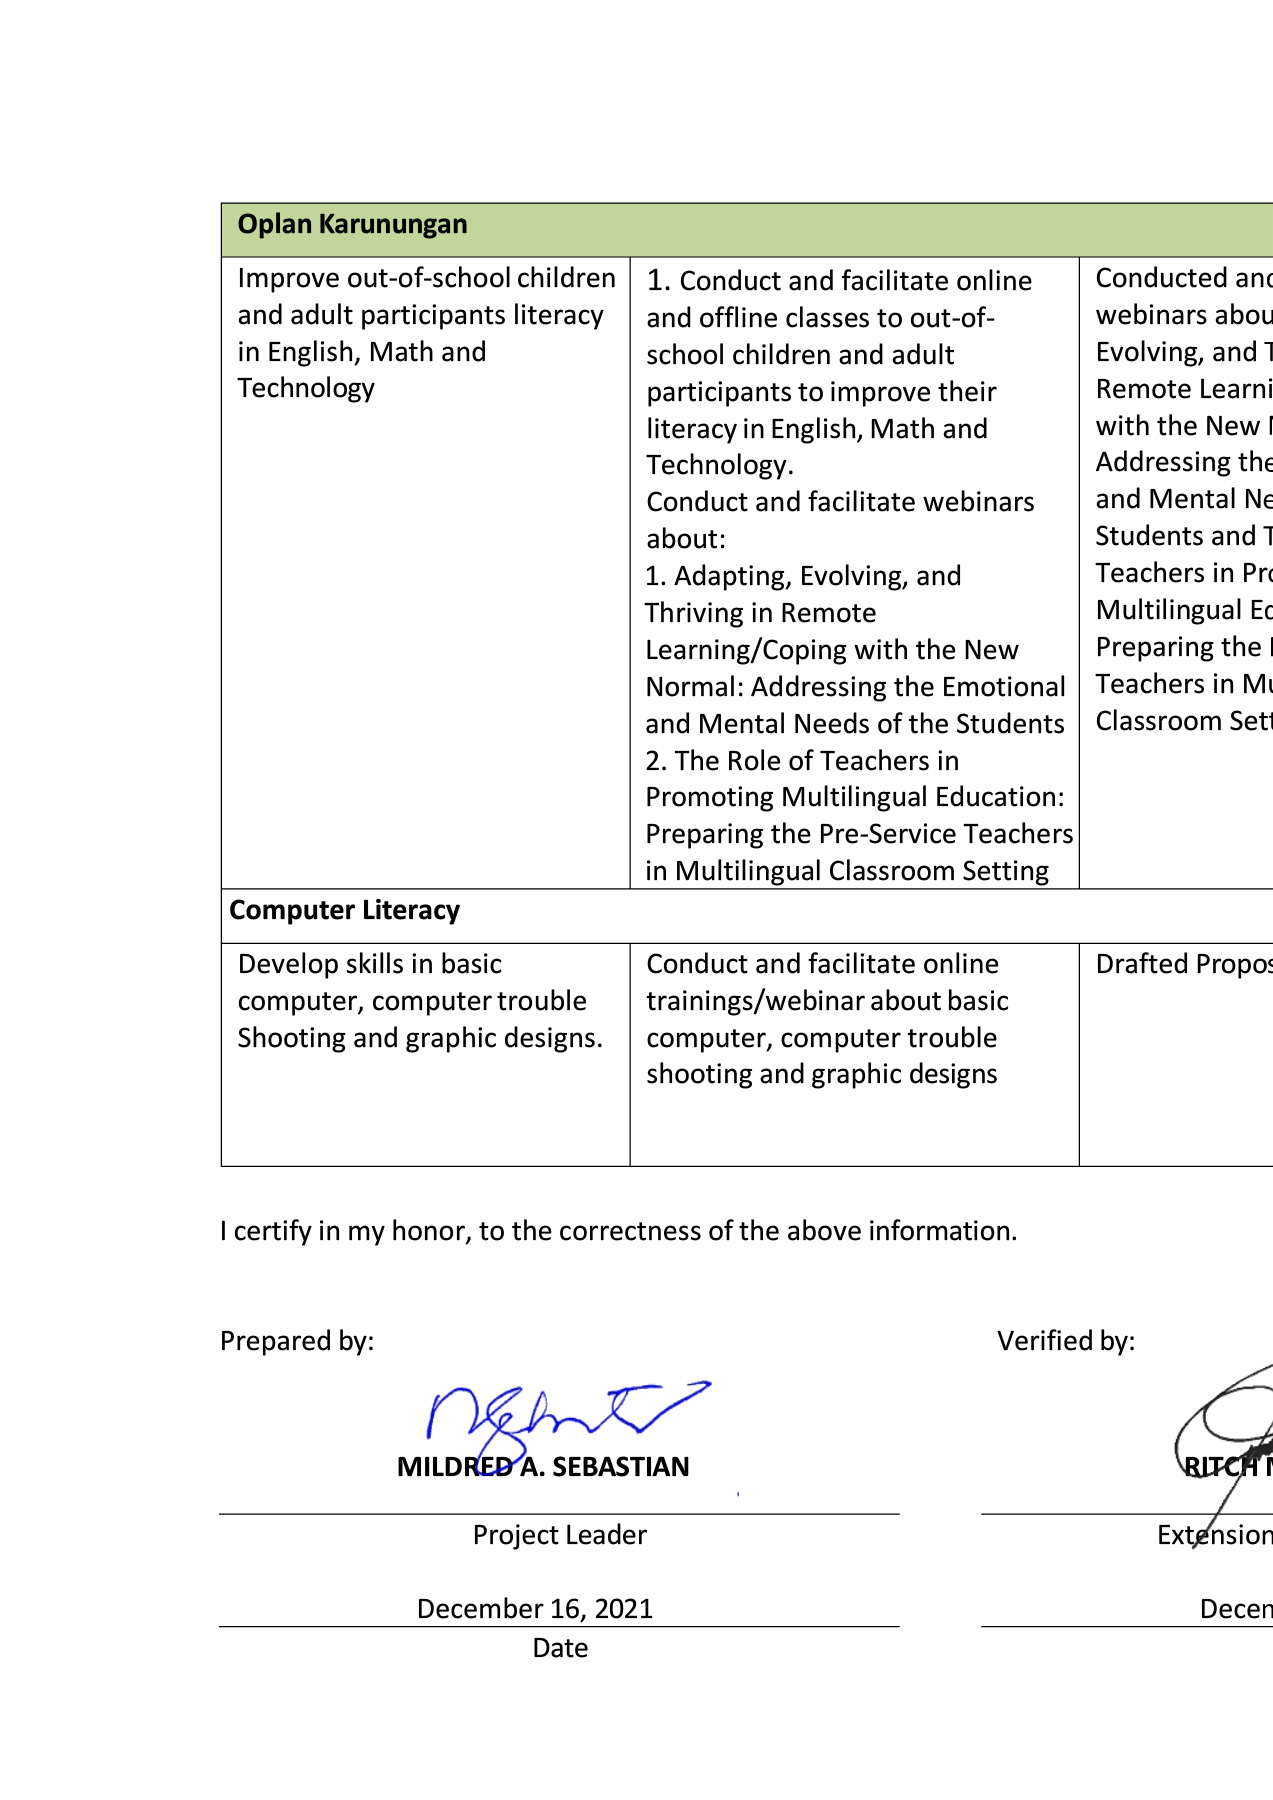 Oplan Karunungan
Improve out-of-school children
and adult participants literacy
in English, Math and
Technology
1. Conduct and facilitate online
and offline classes to out-of-
school children and adult
participants to improve their
literacy in English, Math and
Technology.
Conduct and facilitate webinars
about:
1. Adapting, Evolving, and
Thriving in Remote
Learning/Coping with the New
Normal: Addressing the Emotional
and Mental Needs of the Students
2. The Role of Teachers in
Promoting Multilingual Education:
Preparing the Pre-Service Teachers
in Multilingual Classroom Setting
Conducted and
webinars abou
Evolving, and T
Remote Learni
with the New
Addressing the
and Mental Ne
Students and T
Teachers in Pro
Multilingual Ed
Preparing the
Teachers in Mu
Classroom Sett
Computer Literacy
Develop skills in basic
computer, computer trouble
Shooting and graphic designs.
Conduct and facilitate online
trainings/webinar about basic
computer, computer trouble
shooting and graphic designs
Drafted Propos
I certify in my honor, to the correctness of the above information.
Prepared by:
MILDRED A. SEBASTIAN
Project Leader
December 16, 2021
Date
Verified by:
RITCH
Extension
Decem